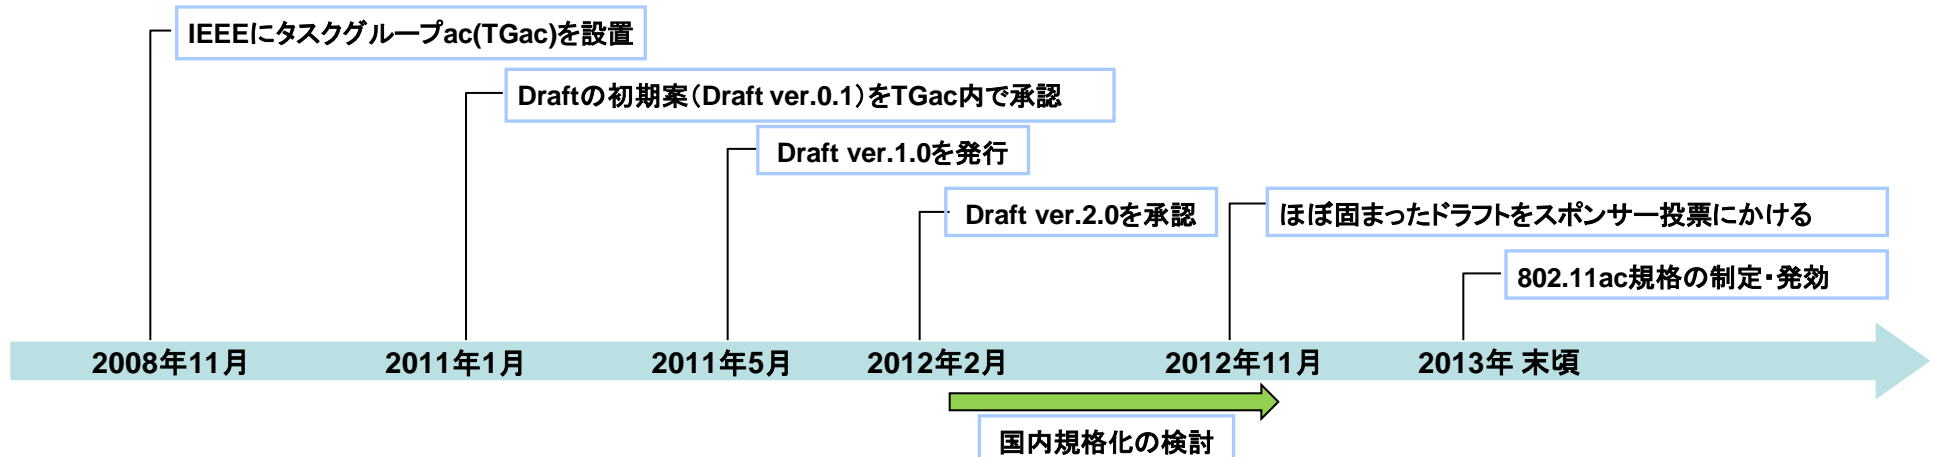 IEEEにタスクグループac(TGac)を設置
Draftの初期案（Draft ver.0.1）をTGac内で承認
Draft ver.1.0を発行
Draft ver.2.0を承認
ほぼ固まったドラフトをスポンサー投票にかける
802.11ac規格の制定・発効
2008年11月
2011年1月
2011年5月
2012年2月
2012年11月
2013年 末頃
国内規格化の検討